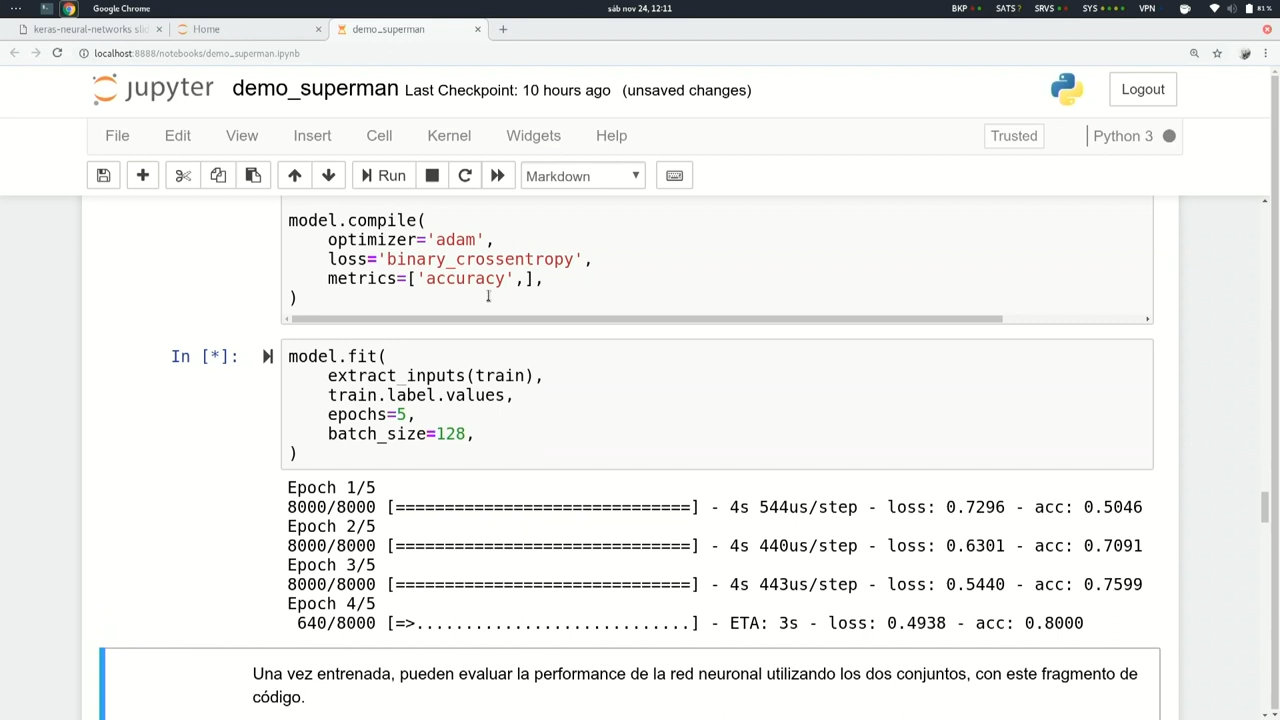 Google Chrome
sáb nov 24, 12:11
BKP
SATS ?
SRVS
SYS
VPN
81 %
keras-neural-networks slid
Home
demo_superman
localhost:8888/notebooks/demo_superman.ipynb
jupyter
demo_superman Last Checkpoint: 10 hours ago (unsaved changes)
Logout
File Edit View Insert Cell Kernel Widgets Help
Trusted
Python 3
Run
Markdown
model.compile(
    optimizer='adam',
    loss='binary_crossentropy',
    metrics=['accuracy',],
)
In [*]:
model.fit(
    extract_inputs(train),
    train.label.values,
    epochs=5,
    batch_size=128,
)
Epoch 1/5
8000/8000 [==============================] - 4s 544us/step - loss: 0.7296 - acc: 0.5046
Epoch 2/5
8000/8000 [==============================] - 4s 440us/step - loss: 0.6301 - acc: 0.7091
Epoch 3/5
8000/8000 [==============================] - 4s 443us/step - loss: 0.5440 - acc: 0.7599
Epoch 4/5
 640/8000 [=>............................] - ETA: 3s - loss: 0.4938 - acc: 0.8000
Una vez entrenada, pueden evaluar la performance de la red neuronal utilizando los dos conjuntos, con este fragmento de
código.